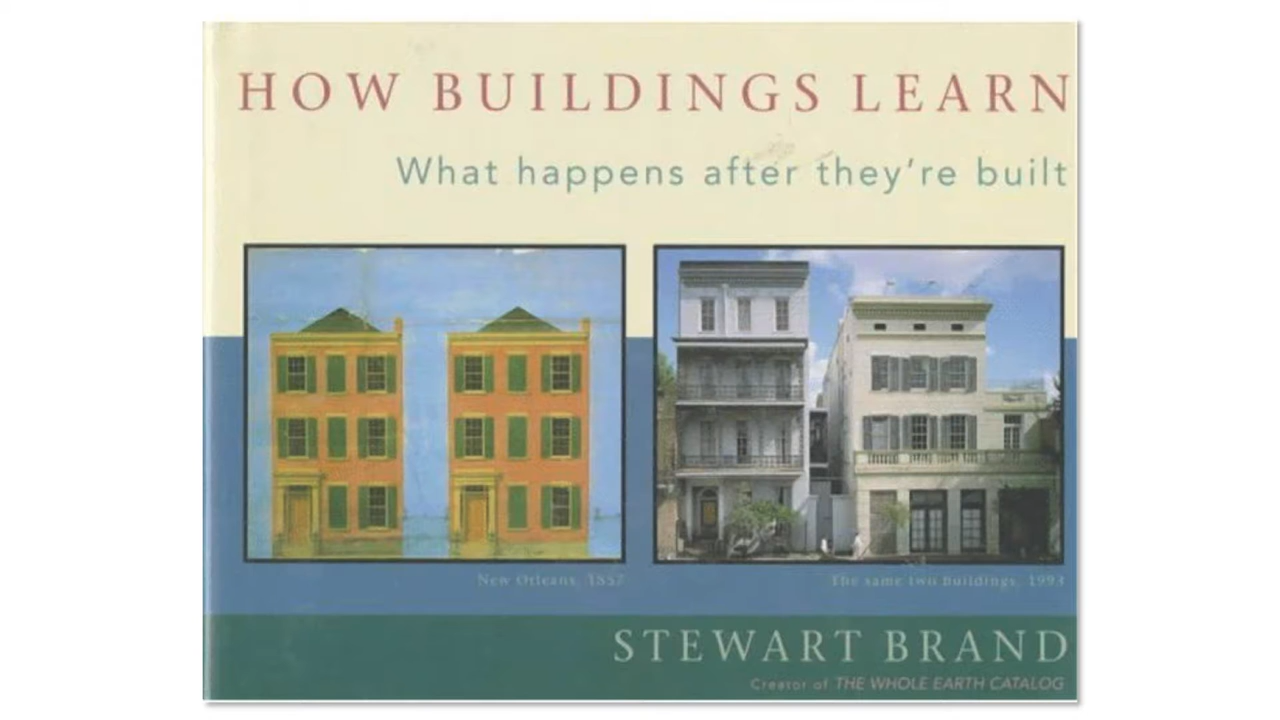 HOW BUILDINGS LEARN
What happens after they're built
New Orleans, 1857
The same two buildings, 1993
STEWART BRAND
Creator of THE WHOLE EARTH CATALOG